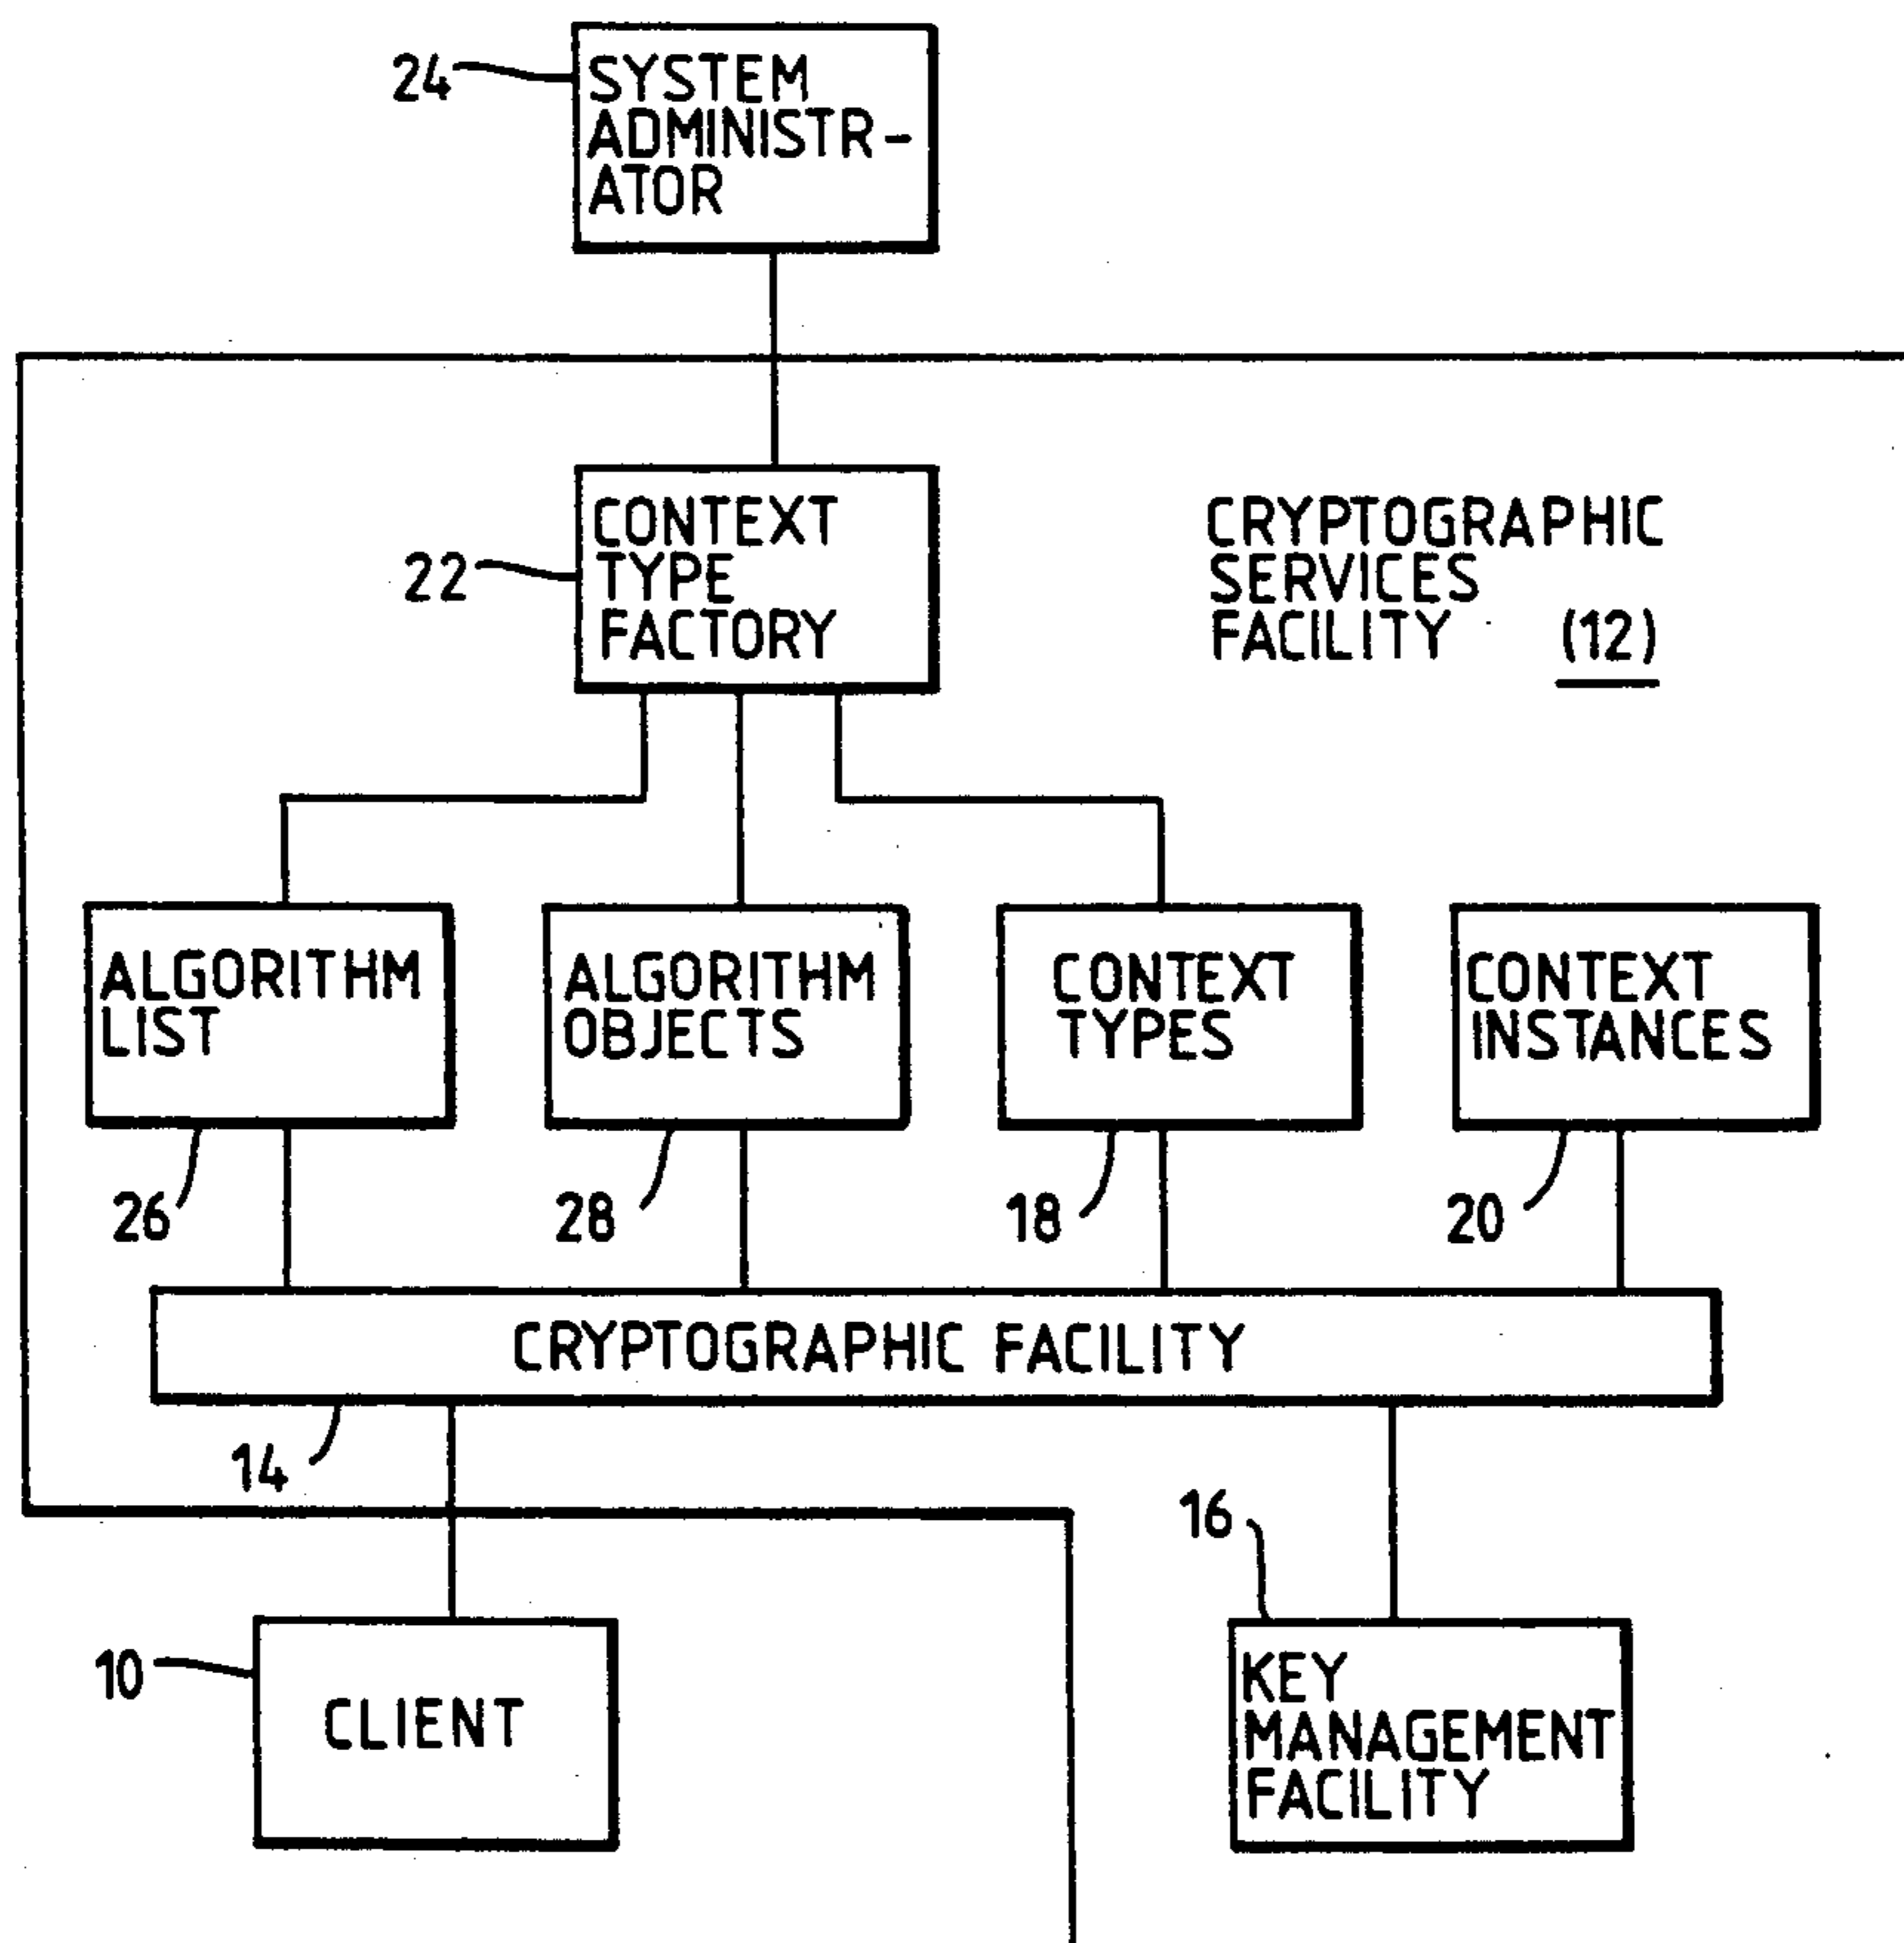 24
SYSTEM
ADMINISTR-
ATOR
22
CONTEXT
TYPE
FACTORY
CRYPTOGRAPHIC
SERVICES
FACILITY (12)
ALGORITHM
LIST
ALGORITHM
OBJECTS
CONTEXT
TYPES
CONTEXT
INSTANCES
26
28
18
20
CRYPTOGRAPHIC FACILITY
14
16
10
CLIENT
KEY
MANAGEMENT
FACILITY